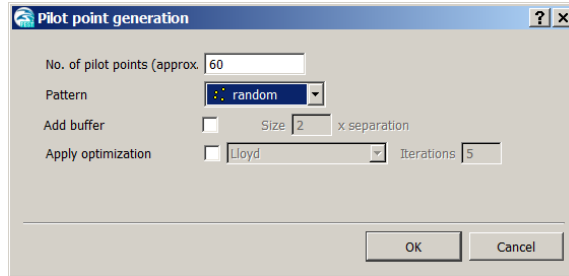 Pilot point generation
No. of pilot points (approx. 60
Pattern random
Add buffer Size 2 x separation
Apply optimization Lloyd Iterations 5
OK Cancel